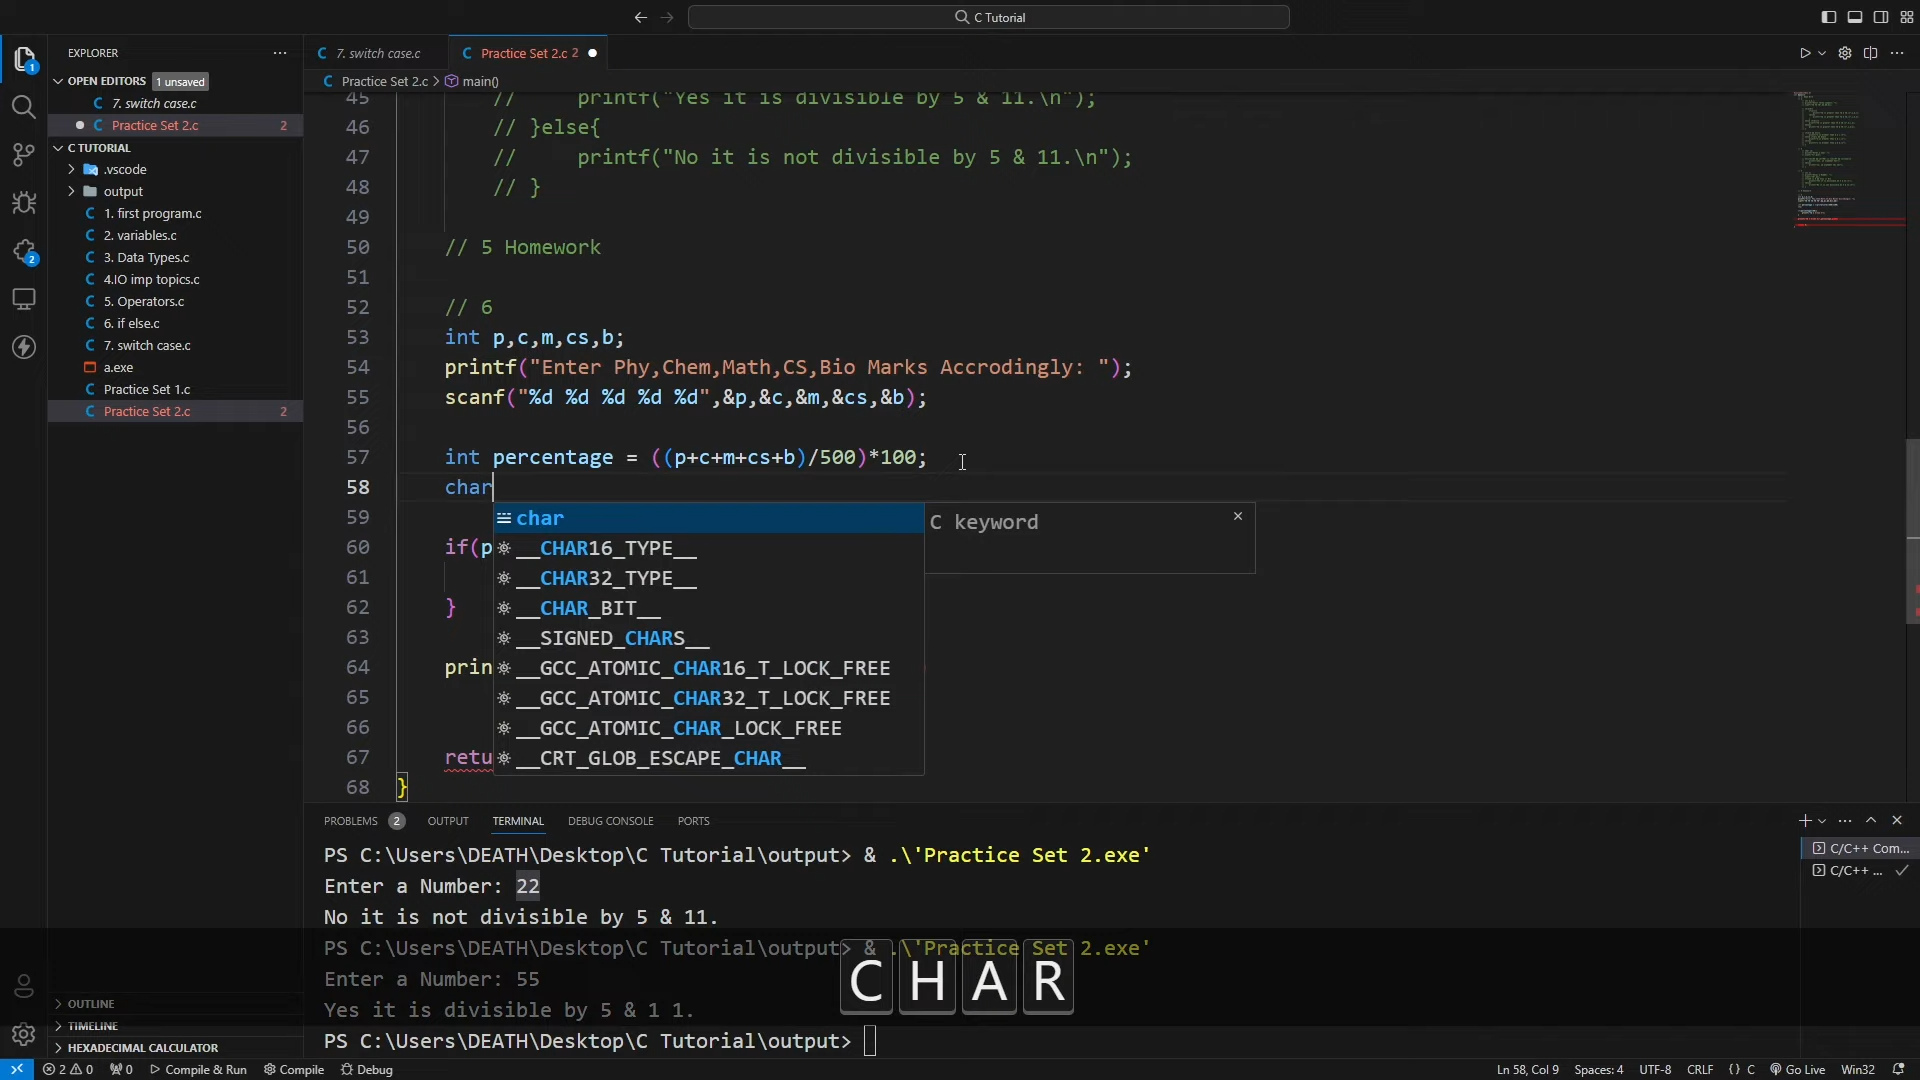 C Tutorial
EXPLORER
7. switch case.c
Practice Set 2.c 2
OPEN EDITORS 1 unsaved
Practice Set 2.c > main()
7. switch case.c
Practice Set 2.c 2
C TUTORIAL
.vscode
output
1. first program.c
2. variables.c
3. Data Types.c
4.IO imp topics.c
5. Operators.c
6. if else.c
7. switch case.c
a.exe
Practice Set 1.c
Practice Set 2.c 2
OUTLINE
TIMELINE
HEXADECIMAL CALCULATOR
45 // printf("Yes it is divisible by 5 & 11.\n");
46 // }else{
47 // printf("No it is not divisible by 5 & 11.\n");
48 // }
49
50 // 5 Homework
51
52 // 6
53 int p,c,m,cs,b;
54 printf("Enter Phy,Chem,Math,CS,Bio Marks Accrodingly: ");
55 scanf("%d %d %d %d %d",&p,&c,&m,&cs,&b);
56
57 int percentage = ((p+c+m+cs+b)/500)*100;
58 char
59
60 if(p
61
62 }
63
64 prin
65
66
67 retu
68 }
char
C keyword
__CHAR16_TYPE__
__CHAR32_TYPE__
__CHAR_BIT__
__SIGNED_CHARS__
__GCC_ATOMIC_CHAR16_T_LOCK_FREE
__GCC_ATOMIC_CHAR32_T_LOCK_FREE
__GCC_ATOMIC_CHAR_LOCK_FREE
__CRT_GLOB_ESCAPE_CHAR__
PROBLEMS 2 OUTPUT TERMINAL DEBUG CONSOLE PORTS
PS C:\Users\DEATH\Desktop\C Tutorial\output> & .\'Practice Set 2.exe'
Enter a Number: 22
No it is not divisible by 5 & 11.
PS C:\Users\DEATH\Desktop\C Tutorial\output> & .\'Practice Set 2.exe'
Enter a Number: 55
Yes it is divisible by 5 & 1 1.
PS C:\Users\DEATH\Desktop\C Tutorial\output>
C/C++ Com...
C/C++ ...
C H A R
2 0 0 Compile & Run Compile Debug
Ln 58, Col 9 Spaces: 4 UTF-8 CRLF {} C Go Live Win32